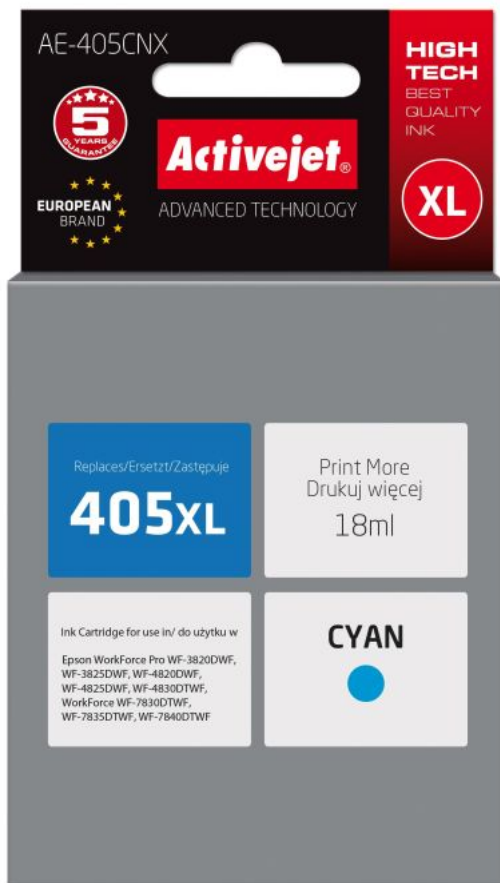 AE-405CNX
5
YEARS
GUARANTEE
EUROPEAN
BRAND
Activejet®
ADVANCED TECHNOLOGY
HIGH
TECH
BEST
QUALITY
INK
XL
Replaces/Ersetzt/Zastępuje
405XL
Print More
Drukuj więcej
18ml
Ink Cartridge for use in/ do użytku w
Epson WorkForce Pro WF-3820DWF,
WF-3825DWF, WF-4820DWF,
WF-4825DWF, WF-4830DTWF,
WorkForce WF-7830DTWF,
WF-7835DTWF, WF-7840DTWF
CYAN